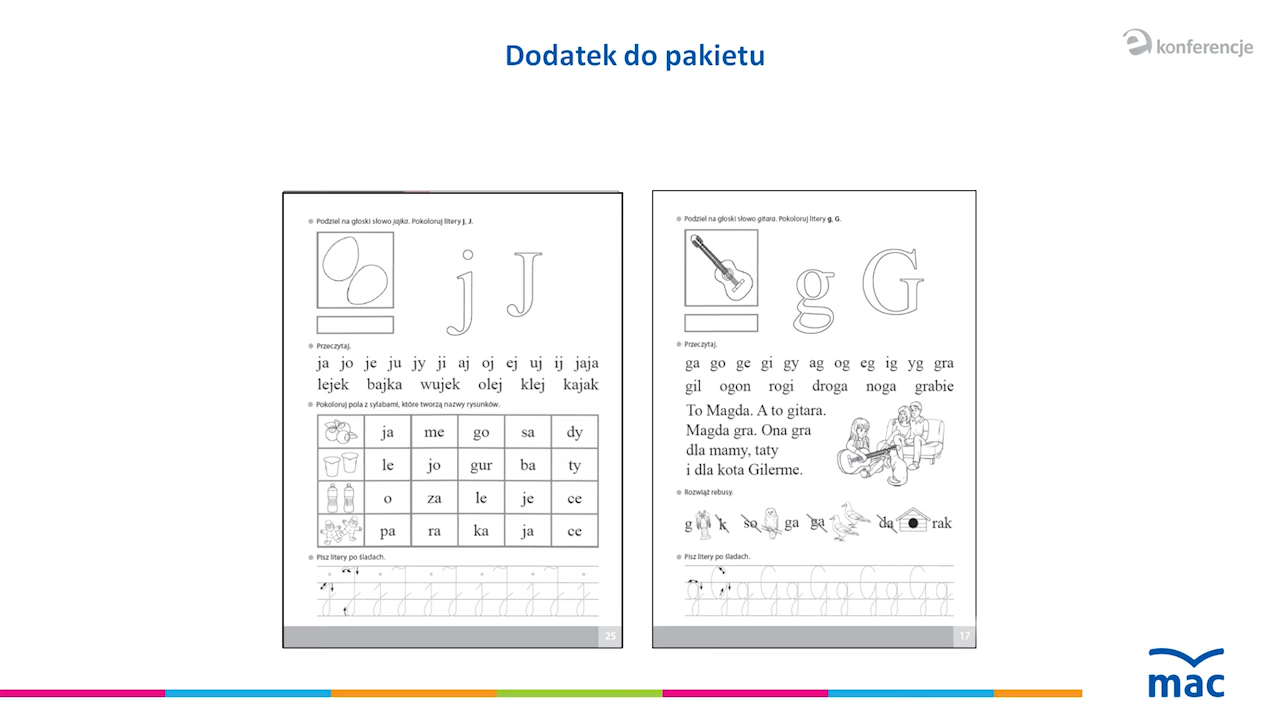 Dodatek do pakietu
e konferencje
Podziel na głoski słowo jajka. Pokoloruj litery j, J.
j J
Przeczytaj.
ja jo je ju jy ji aj oj ej uj ij jaja
lejek bajka wujek olej klej kajak
Pokoloruj pola z sylabami, które tworzą nazwy rysunków.
ja me go sa dy
le jo gur ba ty
o za le je ce
pa ra ka ja ce
Pisz litery po śladach.
25
Podziel na głoski słowo gitara. Pokoloruj litery g, G.
g G
Przeczytaj.
ga go ge gi gy ag og eg ig yg gra
gil ogon rogi droga noga grabie
To Magda. A to gitara.
Magda gra. Ona gra
dla mamy, taty
i dla kota Gilerme.
Rozwiąż rebusy.
g k so ga ga da rak
Pisz litery po śladach.
17
mac